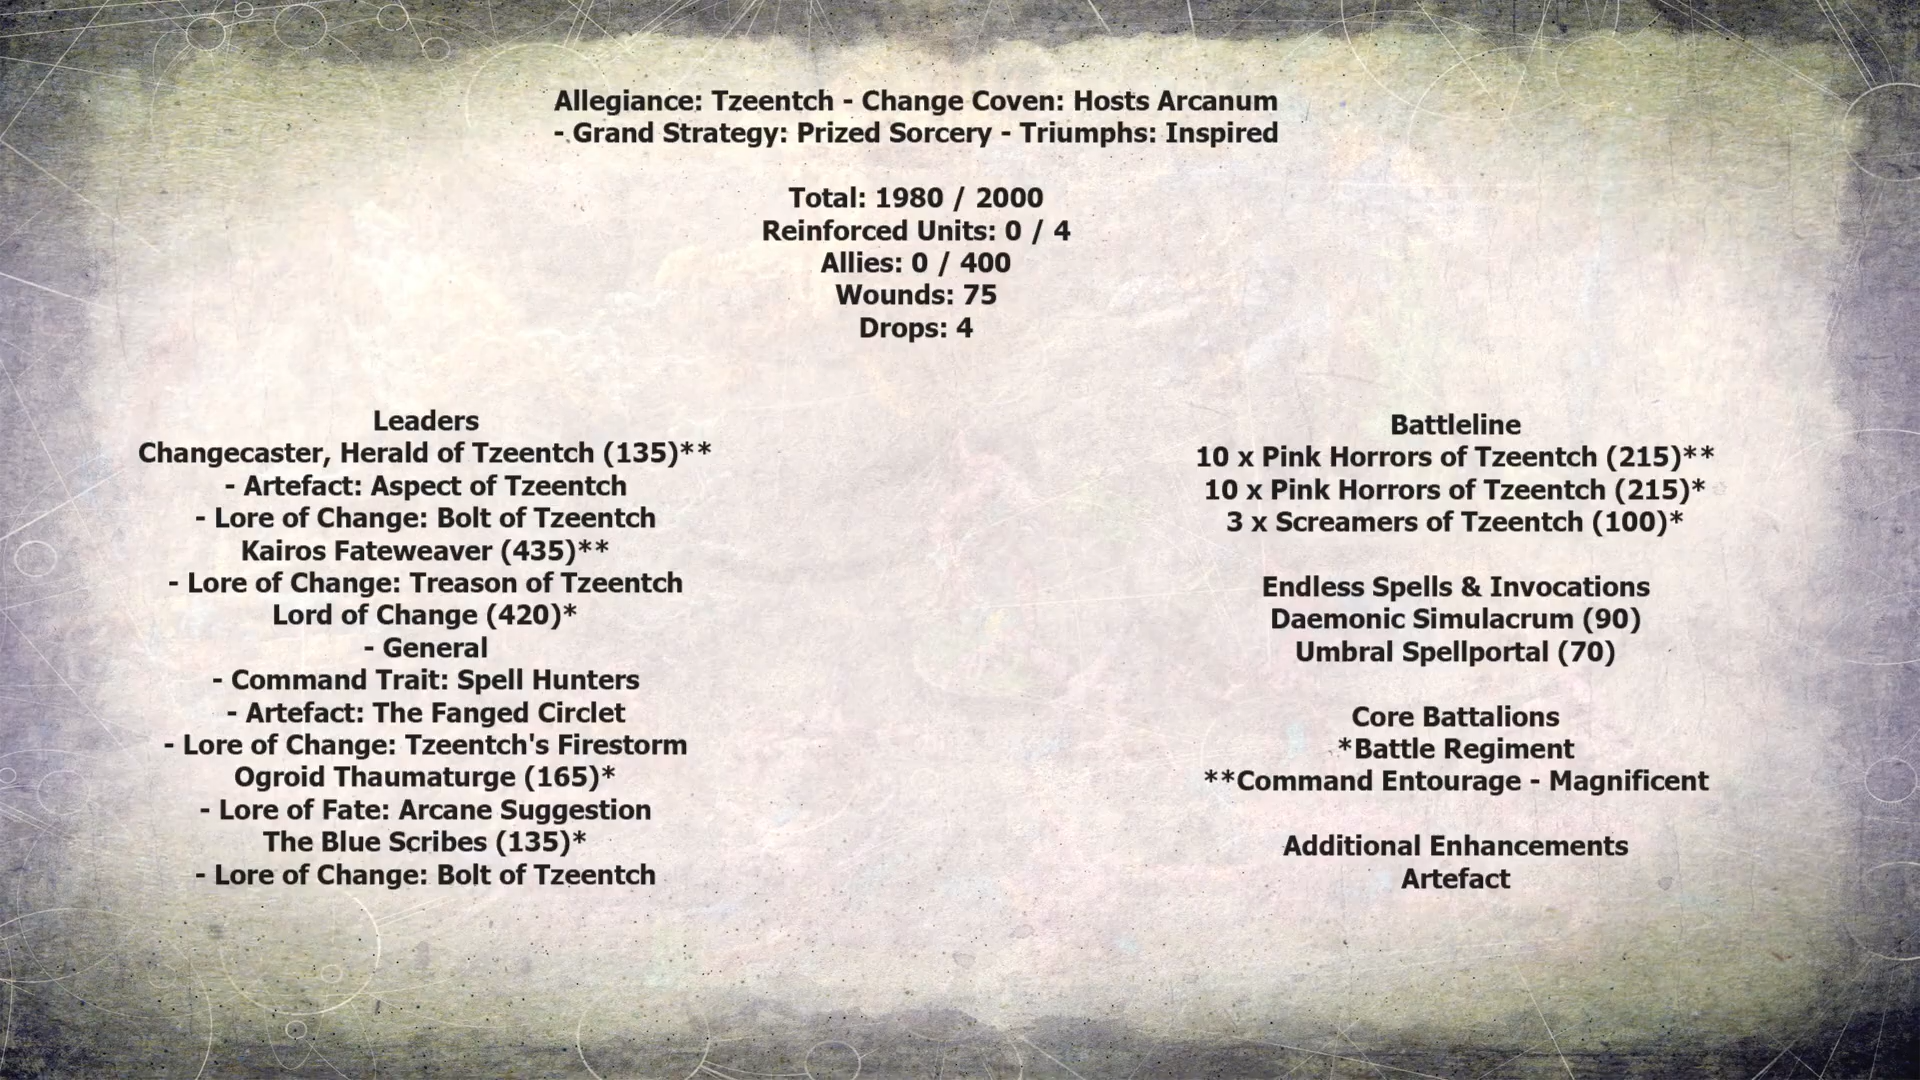 Allegiance: Tzeentch - Change Coven: Hosts Arcanum
- Grand Strategy: Prized Sorcery - Triumphs: Inspired
Total: 1980 / 2000
Reinforced Units: 0 / 4
Allies: 0 / 400
Wounds: 75
Drops: 4
Leaders
Changecaster, Herald of Tzeentch (135)**
- Artefact: Aspect of Tzeentch
- Lore of Change: Bolt of Tzeentch
Kairos Fateweaver (435)**
- Lore of Change: Treason of Tzeentch
Lord of Change (420)*
- General
- Command Trait: Spell Hunters
- Artefact: The Fanged Circlet
- Lore of Change: Tzeentch's Firestorm
Ogroid Thaumaturge (165)*
- Lore of Fate: Arcane Suggestion
The Blue Scribes (135)*
- Lore of Change: Bolt of Tzeentch
Battleline
10 x Pink Horrors of Tzeentch (215)**
10 x Pink Horrors of Tzeentch (215)*
3 x Screamers of Tzeentch (100)*
Endless Spells & Invocations
Daemonic Simulacrum (90)
Umbral Spellportal (70)
Core Battalions
*Battle Regiment
**Command Entourage - Magnificent
Additional Enhancements
Artefact